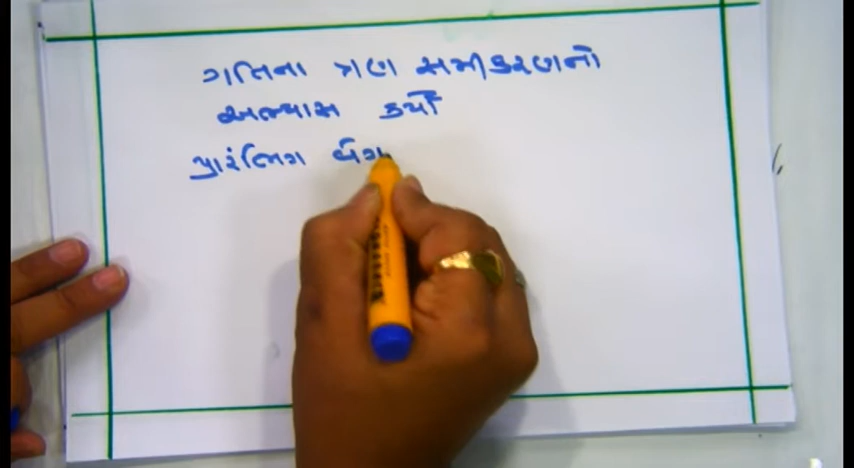 ગતિના ત્રણ સમીકરણનો
અભ્યાસ કર્યો
પ્રારંભિગ વેગ